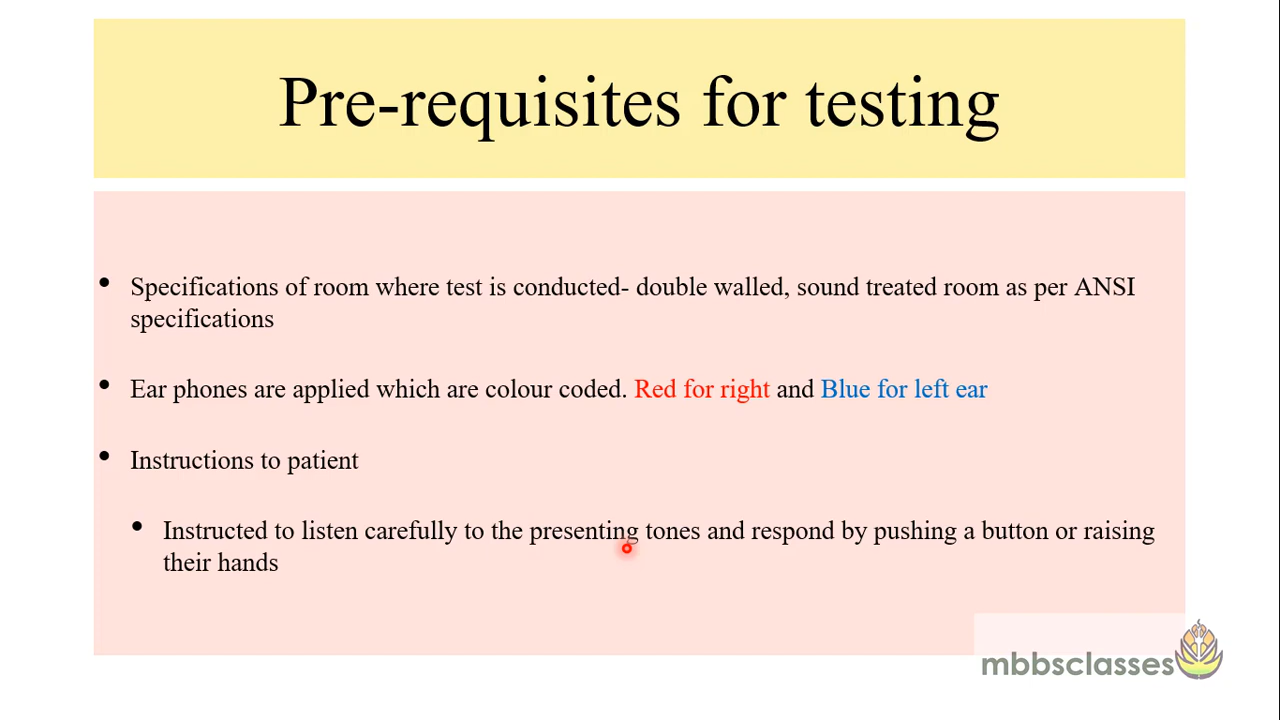 Pre-requisites for testing
• Specifications of room where test is conducted- double walled, sound treated room as per ANSI
specifications
• Ear phones are applied which are colour coded. Red for right and Blue for left ear
• Instructions to patient
• Instructed to listen carefully to the presenting tones and respond by pushing a button or raising
their hands
mbbsclasses